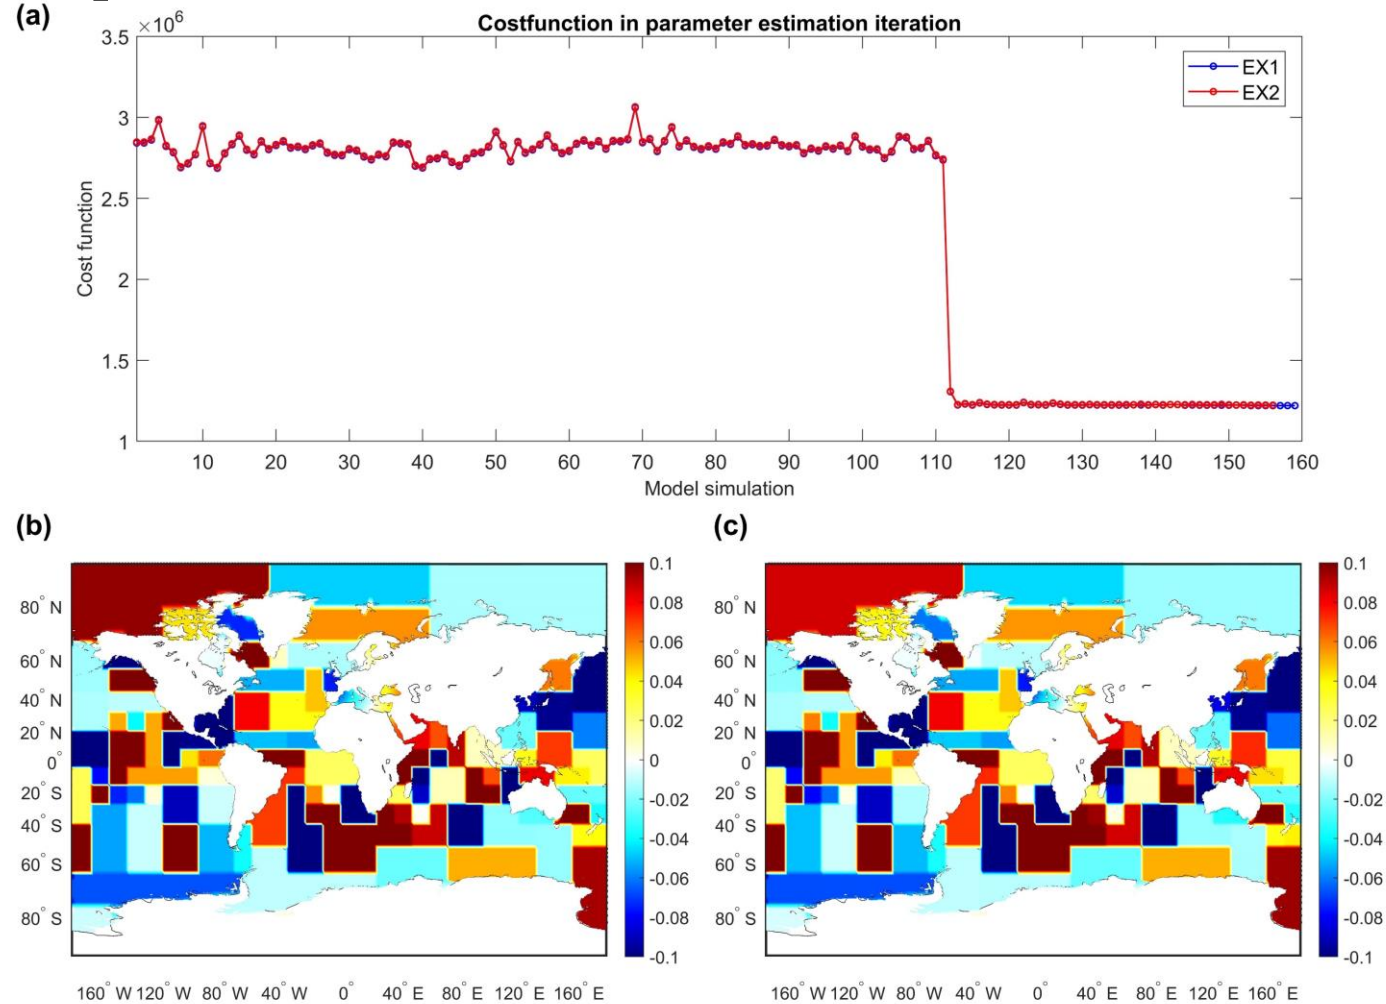 (a)
×10⁶
Costfunction in parameter estimation iteration
3.5
3
2.5
2
1.5
1
Cost function
EX1
EX2
10 20 30 40 50 60 70 80 90 100 110 120 130 140 150 160
Model simulation
(b)
80° N
60° N
40° N
20° N
0°
20° S
40° S
60° S
80° S
160° W 120° W 80° W 40° W 0° 40° E 80° E 120° E 160° E
0.1
0.08
0.06
0.04
0.02
0
-0.02
-0.04
-0.06
-0.08
-0.1
(c)
80° N
60° N
40° N
20° N
0°
20° S
40° S
60° S
80° S
160° W 120° W 80° W 40° W 0° 40° E 80° E 120° E 160° E
0.1
0.08
0.06
0.04
0.02
0
-0.02
-0.04
-0.06
-0.08
-0.1